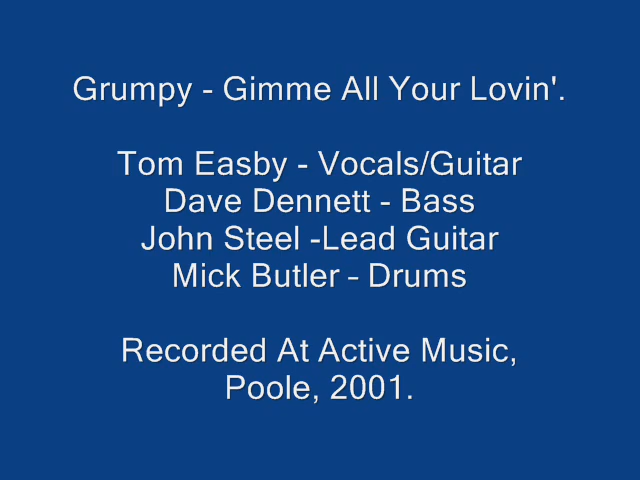 Grumpy - Gimme All Your Lovin'.
Tom Easby - Vocals/Guitar
Dave Dennett - Bass
John Steel -Lead Guitar
Mick Butler – Drums
Recorded At Active Music,
Poole, 2001.